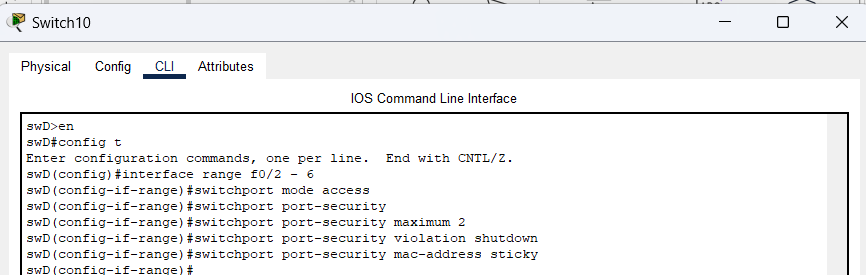 Switch10
Physical Config CLI Attributes
IOS Command Line Interface
swD>en
swD#config t
Enter configuration commands, one per line.  End with CNTL/Z.
swD(config)#interface range f0/2 - 6
swD(config-if-range)#switchport mode access
swD(config-if-range)#switchport port-security
swD(config-if-range)#switchport port-security maximum 2
swD(config-if-range)#switchport port-security violation shutdown
swD(config-if-range)#switchport port-security mac-address sticky
swD(config-if-range)#